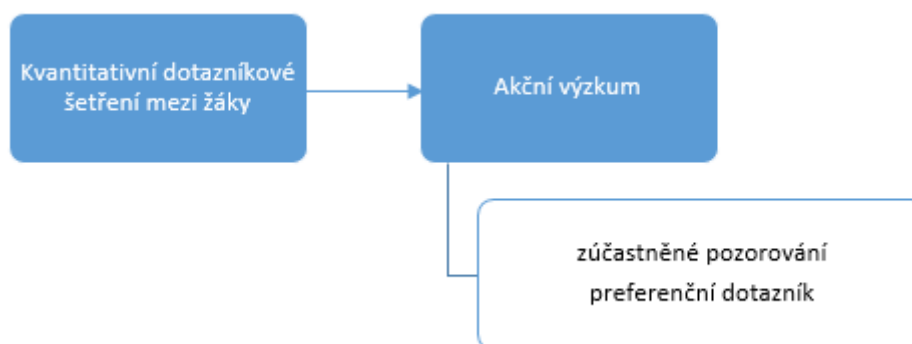 Kvantitativní dotazníkové
šetření mezi žáky
Akční výzkum
zúčastněné pozorování
preferenční dotazník